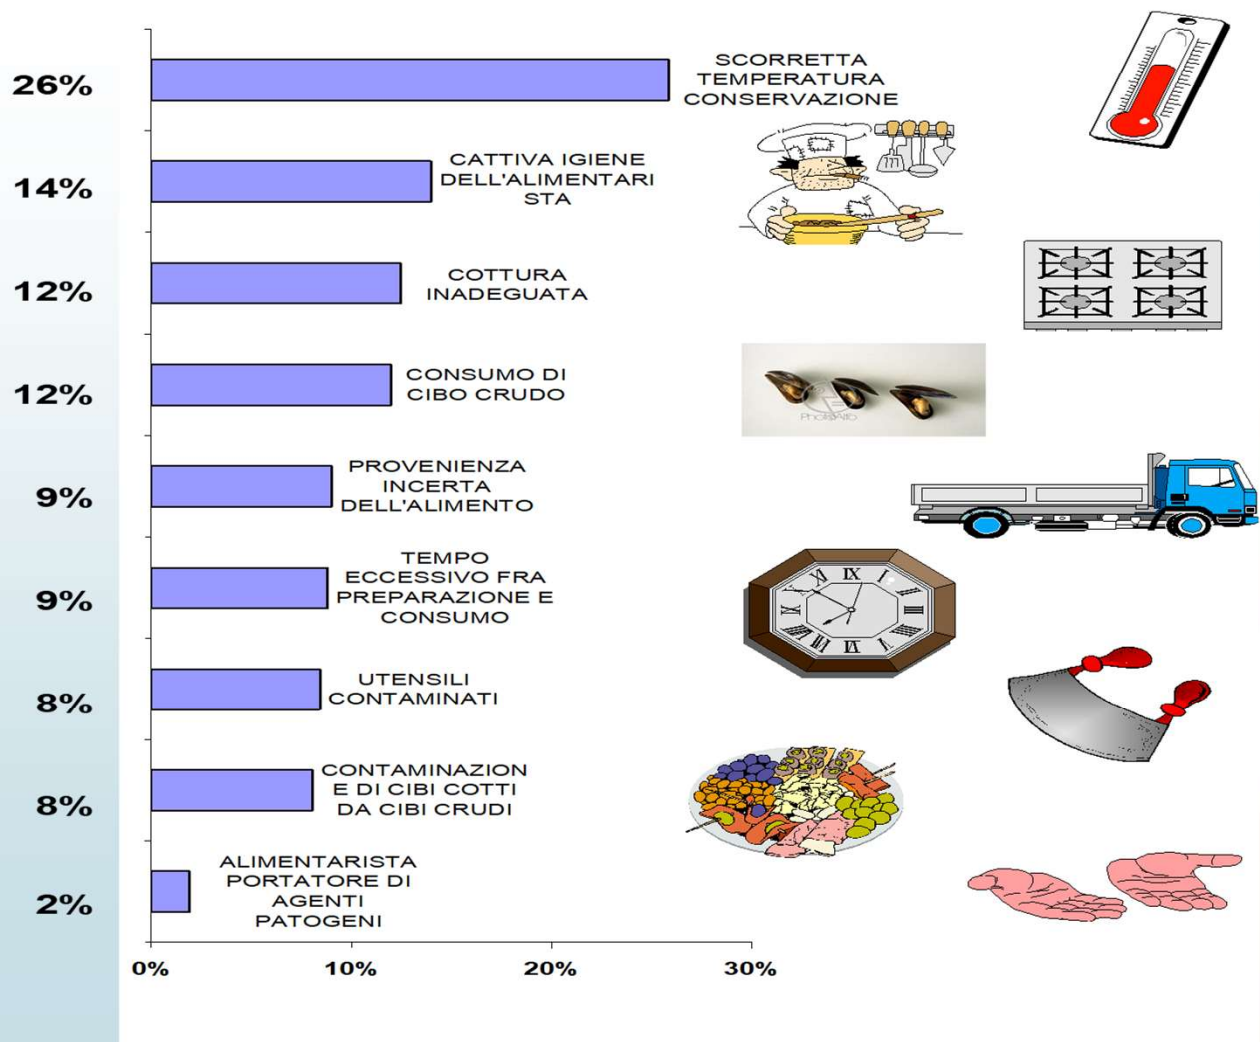 26%
SCORRETTA
TEMPERATURA
CONSERVAZIONE
14%
CATTIVA IGIENE
DELL'ALIMENTARI
STA
12%
COTTURA
INADEGUATA
12%
CONSUMO DI
CIBO CRUDO
9%
PROVENIENZA
INCERTA
DELL'ALIMENTO
9%
TEMPO
ECCESSIVO FRA
PREPARAZIONE E
CONSUMO
8%
UTENSILI
CONTAMINATI
8%
CONTAMINAZION
E DI CIBI COTTI
DA CIBI CRUDI
2%
ALIMENTARISTA
PORTATORE DI
AGENTI
PATOGENI
0% 10% 20% 30%